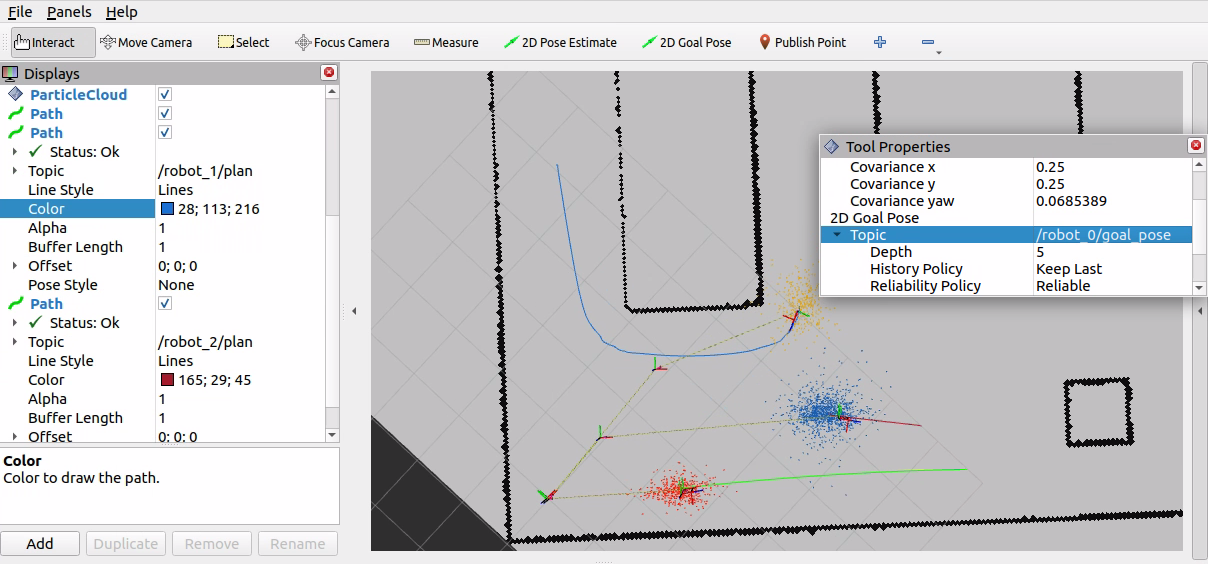 File Panels Help
Interact Move Camera Select Focus Camera Measure 2D Pose Estimate 2D Goal Pose Publish Point
Displays
ParticleCloud
Path
Path
Status: Ok
Topic /robot_1/plan
Line Style Lines
Color 28; 113; 216
Alpha 1
Buffer Length 1
Offset 0; 0; 0
Pose Style None
Path
Status: Ok
Topic /robot_2/plan
Line Style Lines
Color 165; 29; 45
Alpha 1
Buffer Length 1
Offset 0; 0; 0
Color
Color to draw the path.
Add Duplicate Remove Rename
Tool Properties
Covariance x 0.25
Covariance y 0.25
Covariance yaw 0.0685389
2D Goal Pose
Topic /robot_0/goal_pose
Depth 5
History Policy Keep Last
Reliability Policy Reliable